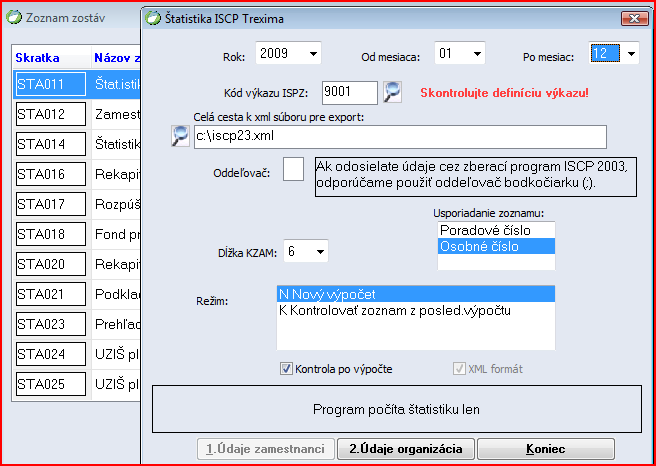 Zoznam zostáv
Skratka Názov z
STA011 Štat.istik
STA012 Zamest
STA014 Štatistik
STA016 Rekapit
STA017 Rozpúš
STA018 Fond pr
STA020 Rekapit
STA021 Podklad
STA023 Prehľad
STA024 UZIŠ pl
STA025 UZIŠ pl
Štatistika ISCP Trexima
Rok: 2009 Od mesiaca: 01 Po mesiac: 12
Kód výkazu ISPZ: 9001 Skontrolujte definíciu výkazu!
Celá cesta k xml súboru pre export:
c:\iscp23.xml
Oddeľovač:
Ak odosielate údaje cez zberací program ISCP 2003,
odporúčame použiť oddeľovač bodkočiarku (;).
Usporiadanie zoznamu:
Poradové číslo
Osobné číslo
Dĺžka KZAM: 6
Režim:
N Nový výpočet
K Kontrolovať zoznam z posled.výpočtu
Kontrola po výpočte XML formát
Program počíta štatistiku len
1.Údaje zamestnanci 2.Údaje organizácia Koniec